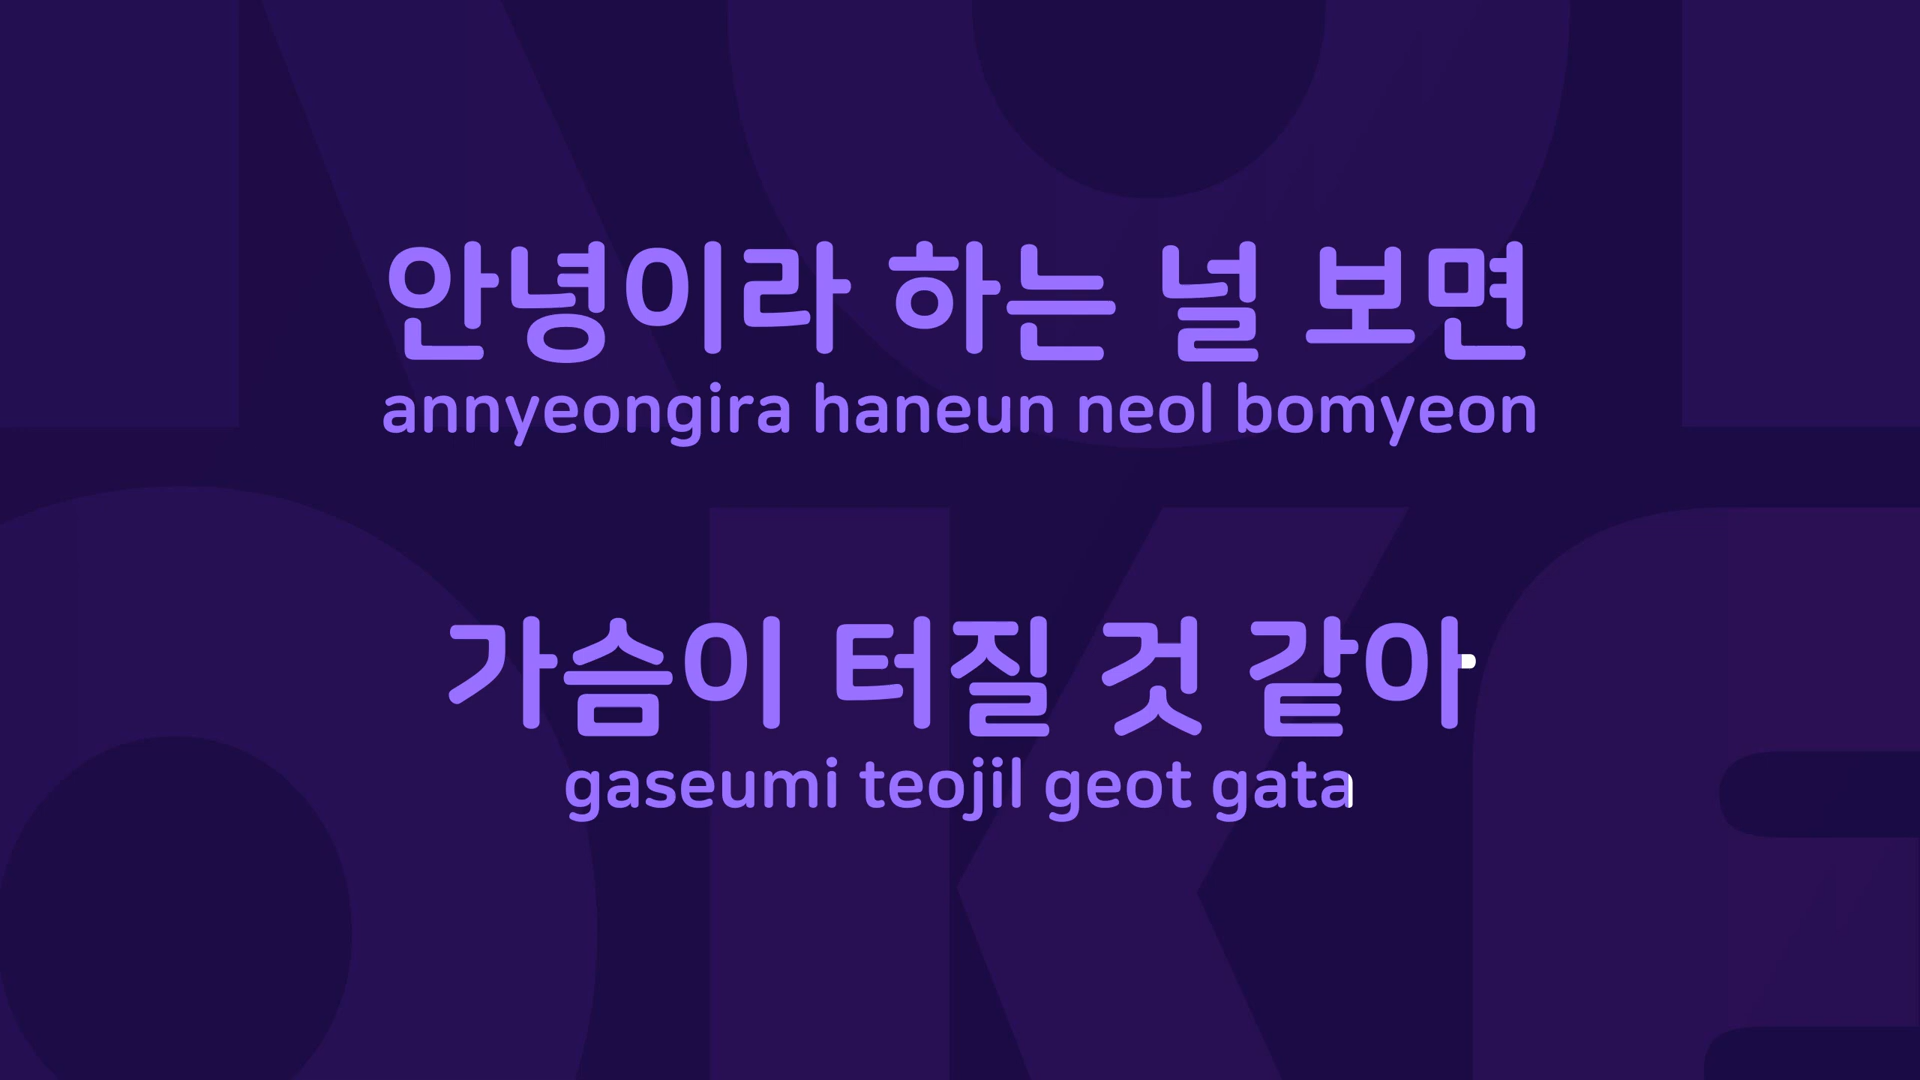 안녕이라 하는 널 보면
annyeongira haneun neol bomyeon
가슴이 터질 것 같아
gaseumi teojil geot gata